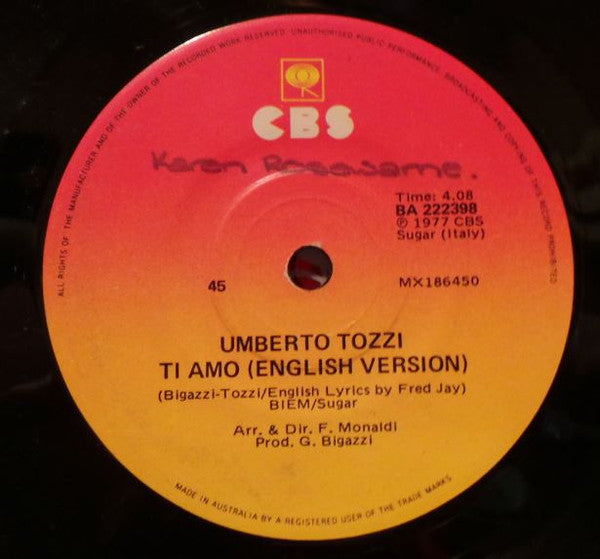 ALL RIGHTS OF THE MANUFACTURER AND OF THE OWNER OF THE RECORDED WORK RESERVED. UNAUTHORISED PUBLIC PERFORMANCE, BROADCASTING AND COPYING OF THIS RECORD PROHIBITED
CBS
Karen
Time: 4.08
BA 222398
℗ 1977 CBS
Sugar (Italy)
45
MX186450
UMBERTO TOZZI
TI AMO (ENGLISH VERSION)
(Bigazzi-Tozzi/English Lyrics by Fred Jay)
BIEM/Sugar
Arr. & Dir. F. Monaldi
Prod. G. Bigazzi
MADE IN AUSTRALIA BY A REGISTERED USER OF THE TRADE MARKS